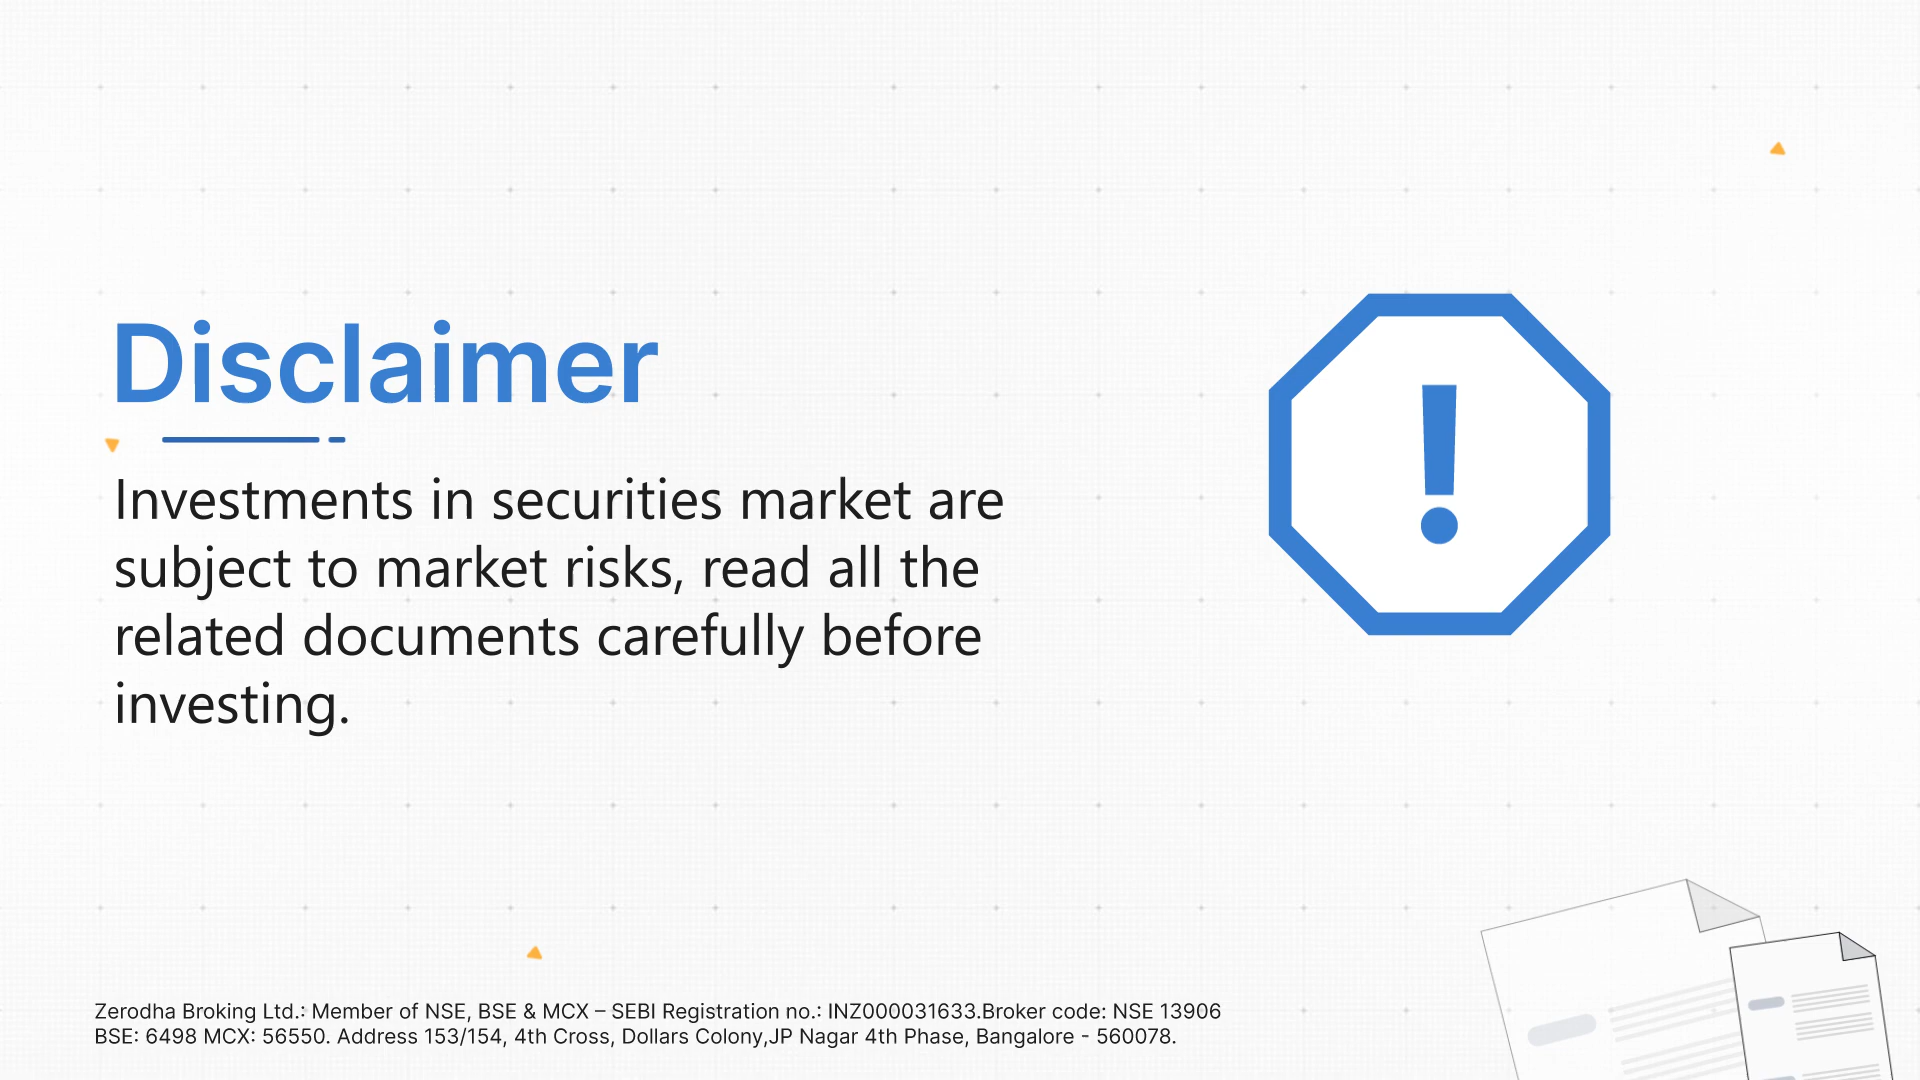 Disclaimer
Investments in securities market are
subject to market risks, read all the
related documents carefully before
investing.
Zerodha Broking Ltd.: Member of NSE, BSE & MCX – SEBI Registration no.: INZ000031633.Broker code: NSE 13906
BSE: 6498 MCX: 56550. Address 153/154, 4th Cross, Dollars Colony,JP Nagar 4th Phase, Bangalore - 560078.